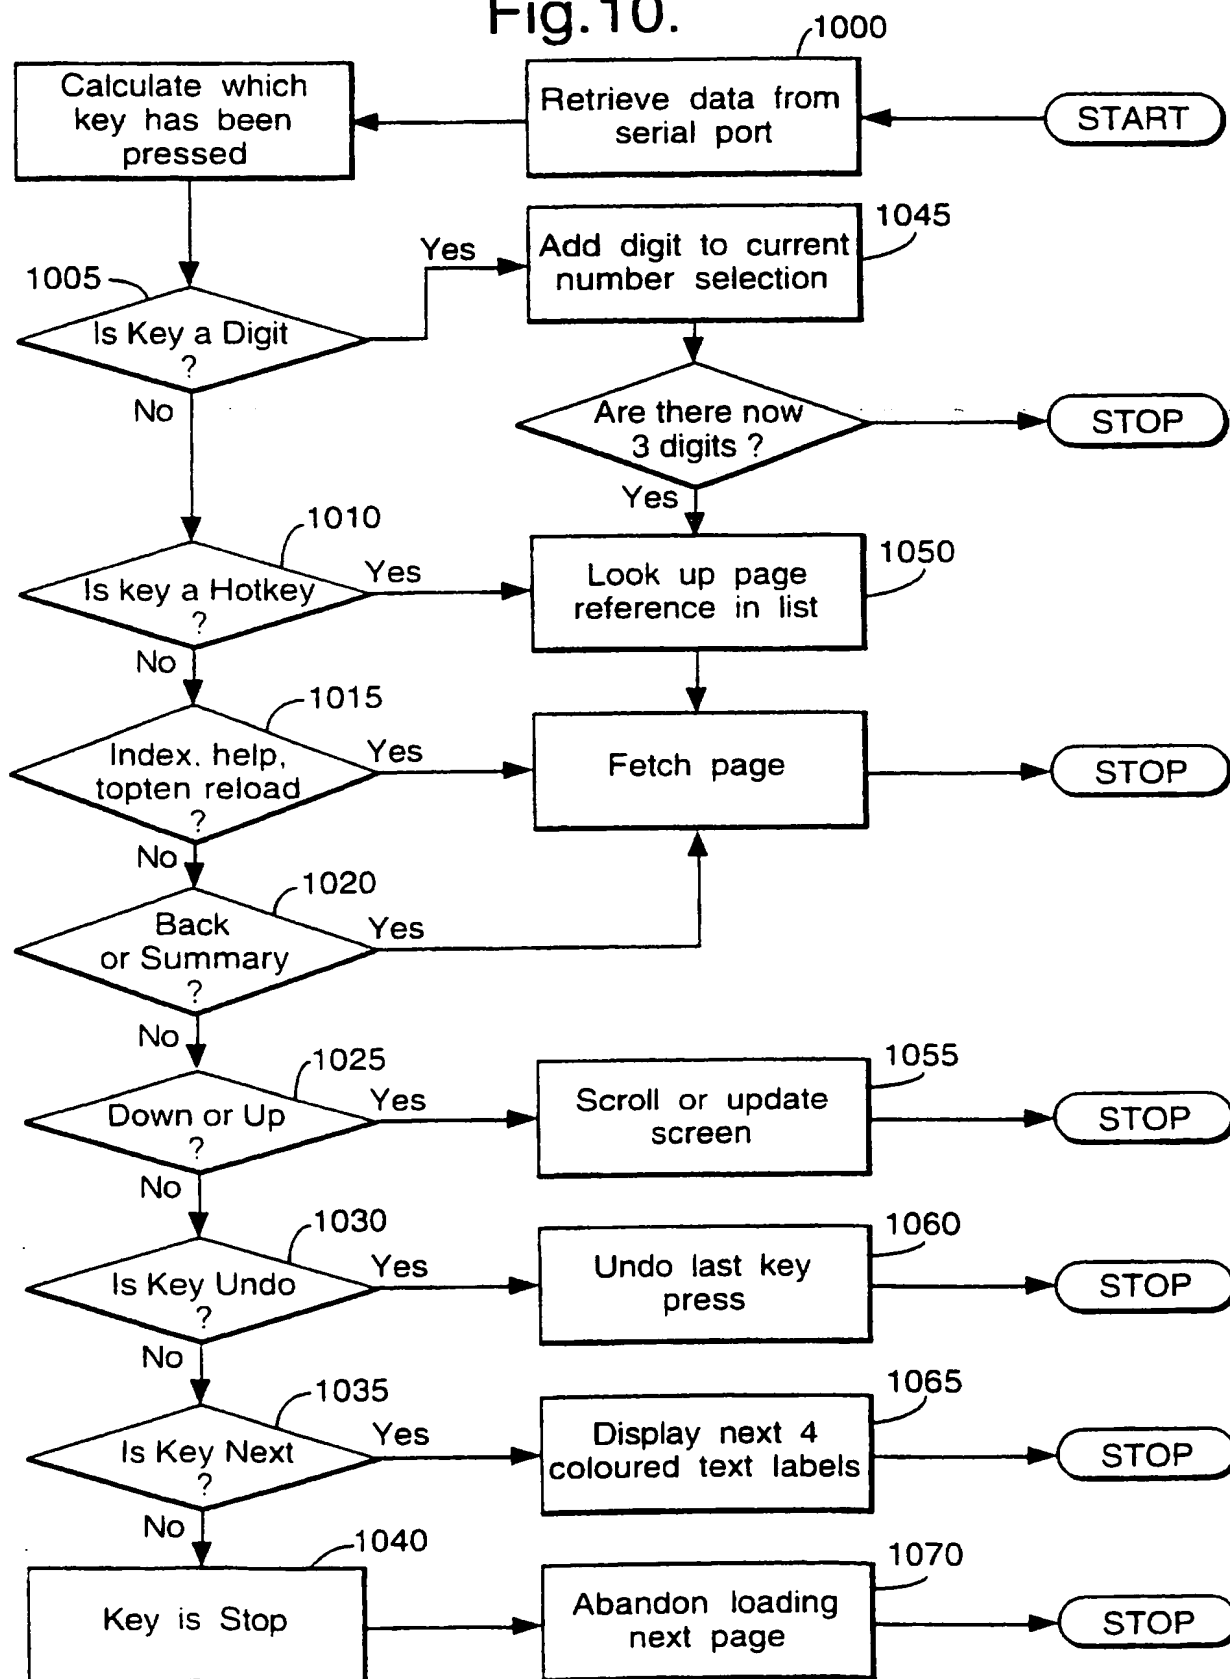 Fig.10.
1000
Calculate which
key has been
pressed
Retrieve data from
serial port
START
1045
Yes
Add digit to current
number selection
1005
Is Key a Digit
?
No
Are there now
3 digits ?
STOP
Yes
1010
Is key a Hotkey
?
Yes
1050
Look up page
reference in list
No
1015
Index. help,
topten reload
?
Yes
Fetch page
STOP
No
1020
Back
or Summary
?
Yes
No
1025
Down or Up
?
Yes
1055
Scroll or update
screen
STOP
No
1030
Is Key Undo
?
Yes
1060
Undo last key
press
STOP
No
1035
Is Key Next
?
Yes
1065
Display next 4
coloured text labels
STOP
No
1040
Key is Stop
1070
Abandon loading
next page
STOP